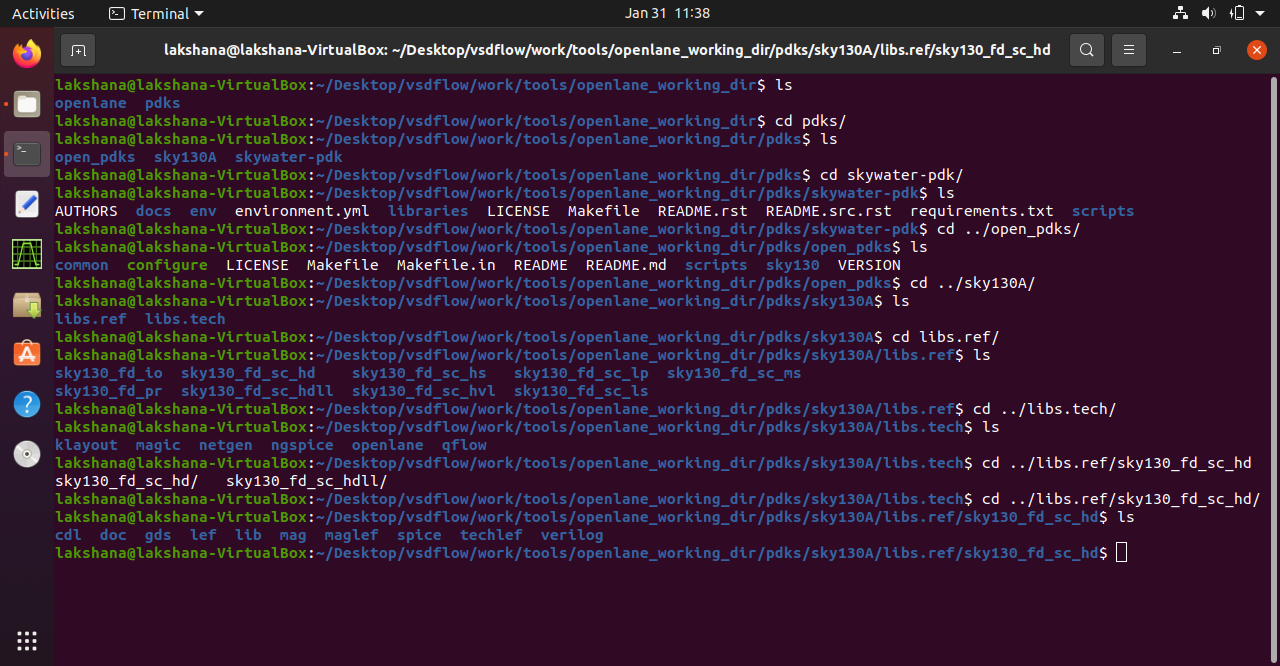 Activities Terminal Jan 31 11:38
lakshana@lakshana-VirtualBox: ~/Desktop/vsdflow/work/tools/openlane_working_dir/pdks/sky130A/libs.ref/sky130_fd_sc_hd
lakshana@lakshana-VirtualBox:~/Desktop/vsdflow/work/tools/openlane_working_dir$ ls
openlane  pdks
lakshana@lakshana-VirtualBox:~/Desktop/vsdflow/work/tools/openlane_working_dir$ cd pdks/
lakshana@lakshana-VirtualBox:~/Desktop/vsdflow/work/tools/openlane_working_dir/pdks$ ls
open_pdks  sky130A  skywater-pdk
lakshana@lakshana-VirtualBox:~/Desktop/vsdflow/work/tools/openlane_working_dir/pdks$ cd skywater-pdk/
lakshana@lakshana-VirtualBox:~/Desktop/vsdflow/work/tools/openlane_working_dir/pdks/skywater-pdk$ ls
AUTHORS  docs  env  environment.yml  libraries  LICENSE  Makefile  README.rst  README.src.rst  requirements.txt  scripts
lakshana@lakshana-VirtualBox:~/Desktop/vsdflow/work/tools/openlane_working_dir/pdks/skywater-pdk$ cd ../open_pdks/
lakshana@lakshana-VirtualBox:~/Desktop/vsdflow/work/tools/openlane_working_dir/pdks/open_pdks$ ls
common  configure  LICENSE  Makefile  Makefile.in  README  README.md  scripts  sky130  VERSION
lakshana@lakshana-VirtualBox:~/Desktop/vsdflow/work/tools/openlane_working_dir/pdks/open_pdks$ cd ../sky130A/
lakshana@lakshana-VirtualBox:~/Desktop/vsdflow/work/tools/openlane_working_dir/pdks/sky130A$ ls
libs.ref  libs.tech
lakshana@lakshana-VirtualBox:~/Desktop/vsdflow/work/tools/openlane_working_dir/pdks/sky130A$ cd libs.ref/
lakshana@lakshana-VirtualBox:~/Desktop/vsdflow/work/tools/openlane_working_dir/pdks/sky130A/libs.ref$ ls
sky130_fd_io  sky130_fd_sc_hd    sky130_fd_sc_hs   sky130_fd_sc_lp  sky130_fd_sc_ms
sky130_fd_pr  sky130_fd_sc_hdll  sky130_fd_sc_hvl  sky130_fd_sc_ls
lakshana@lakshana-VirtualBox:~/Desktop/vsdflow/work/tools/openlane_working_dir/pdks/sky130A/libs.ref$ cd ../libs.tech/
lakshana@lakshana-VirtualBox:~/Desktop/vsdflow/work/tools/openlane_working_dir/pdks/sky130A/libs.tech$ ls
klayout  magic  netgen  ngspice  openlane  qflow
lakshana@lakshana-VirtualBox:~/Desktop/vsdflow/work/tools/openlane_working_dir/pdks/sky130A/libs.tech$ cd ../libs.ref/sky130_fd_sc_hd
sky130_fd_sc_hd/   sky130_fd_sc_hdll/
lakshana@lakshana-VirtualBox:~/Desktop/vsdflow/work/tools/openlane_working_dir/pdks/sky130A/libs.tech$ cd ../libs.ref/sky130_fd_sc_hd/
lakshana@lakshana-VirtualBox:~/Desktop/vsdflow/work/tools/openlane_working_dir/pdks/sky130A/libs.ref/sky130_fd_sc_hd$ ls
cdl  doc  gds  lef  lib  mag  maglef  spice  techlef  verilog
lakshana@lakshana-VirtualBox:~/Desktop/vsdflow/work/tools/openlane_working_dir/pdks/sky130A/libs.ref/sky130_fd_sc_hd$